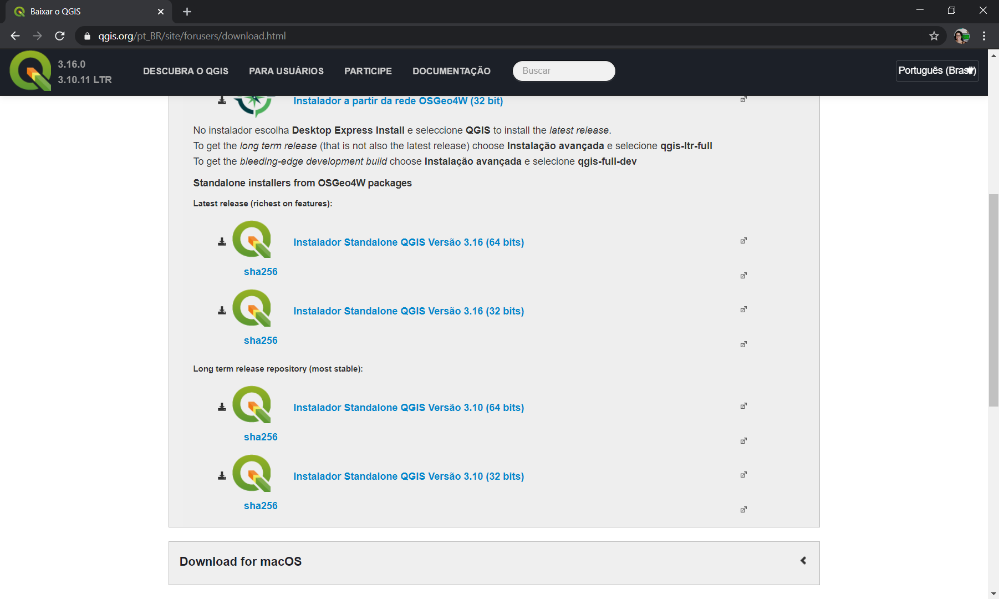 Baixar o QGIS
qgis.org/pt_BR/site/forusers/download.html
3.16.0
3.10.11 LTR
DESCUBRA O QGIS
PARA USUÁRIOS
PARTICIPE
DOCUMENTAÇÃO
Buscar
Português (Brasil)
Instalador a partir da rede OSGeo4W (32 bit)
No instalador escolha Desktop Express Install e seleccione QGIS to install the latest release.
To get the long term release (that is not also the latest release) choose Instalação avançada e selecione qgis-ltr-full
To get the bleeding-edge development build choose Instalação avançada e selecione qgis-full-dev
Standalone installers from OSGeo4W packages
Latest release (richest on features):
Instalador Standalone QGIS Versão 3.16 (64 bits)
sha256
Instalador Standalone QGIS Versão 3.16 (32 bits)
sha256
Long term release repository (most stable):
Instalador Standalone QGIS Versão 3.10 (64 bits)
sha256
Instalador Standalone QGIS Versão 3.10 (32 bits)
sha256
Download for macOS